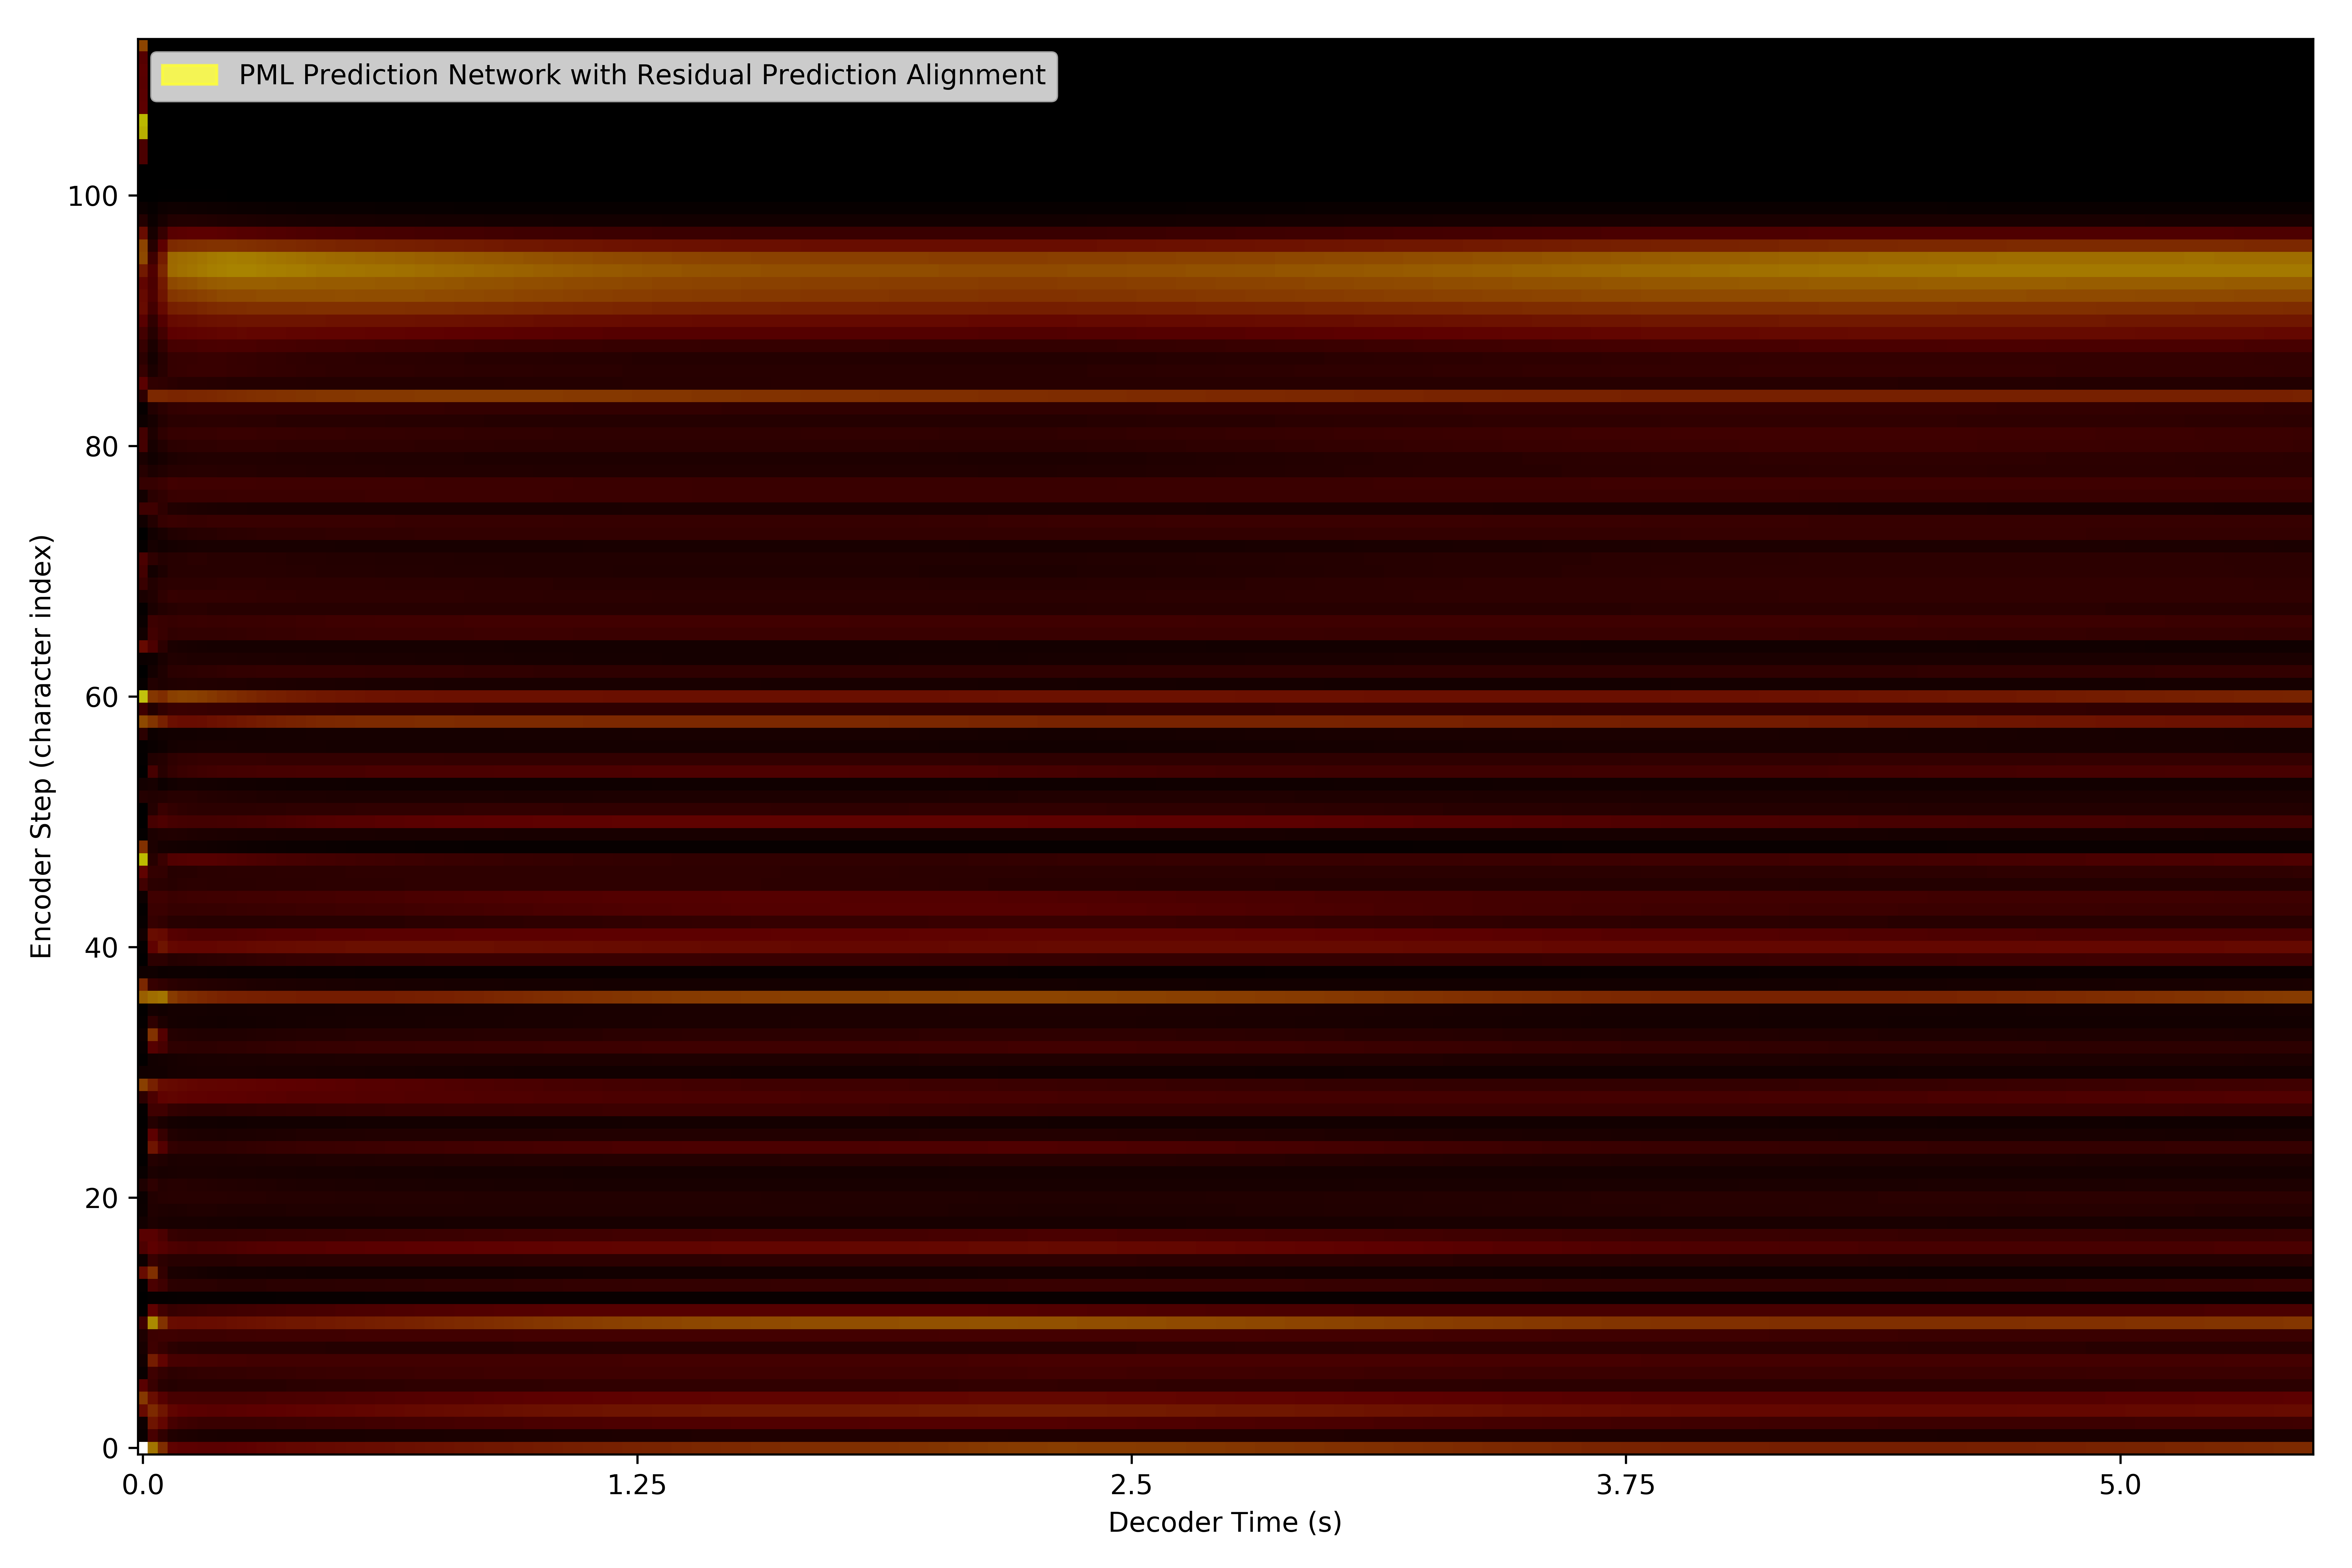 PML Prediction Network with Residual Prediction Alignment
100
80
60
40
20
0
Encoder Step (character index)
0.0 1.25 2.5 3.75 5.0
Decoder Time (s)